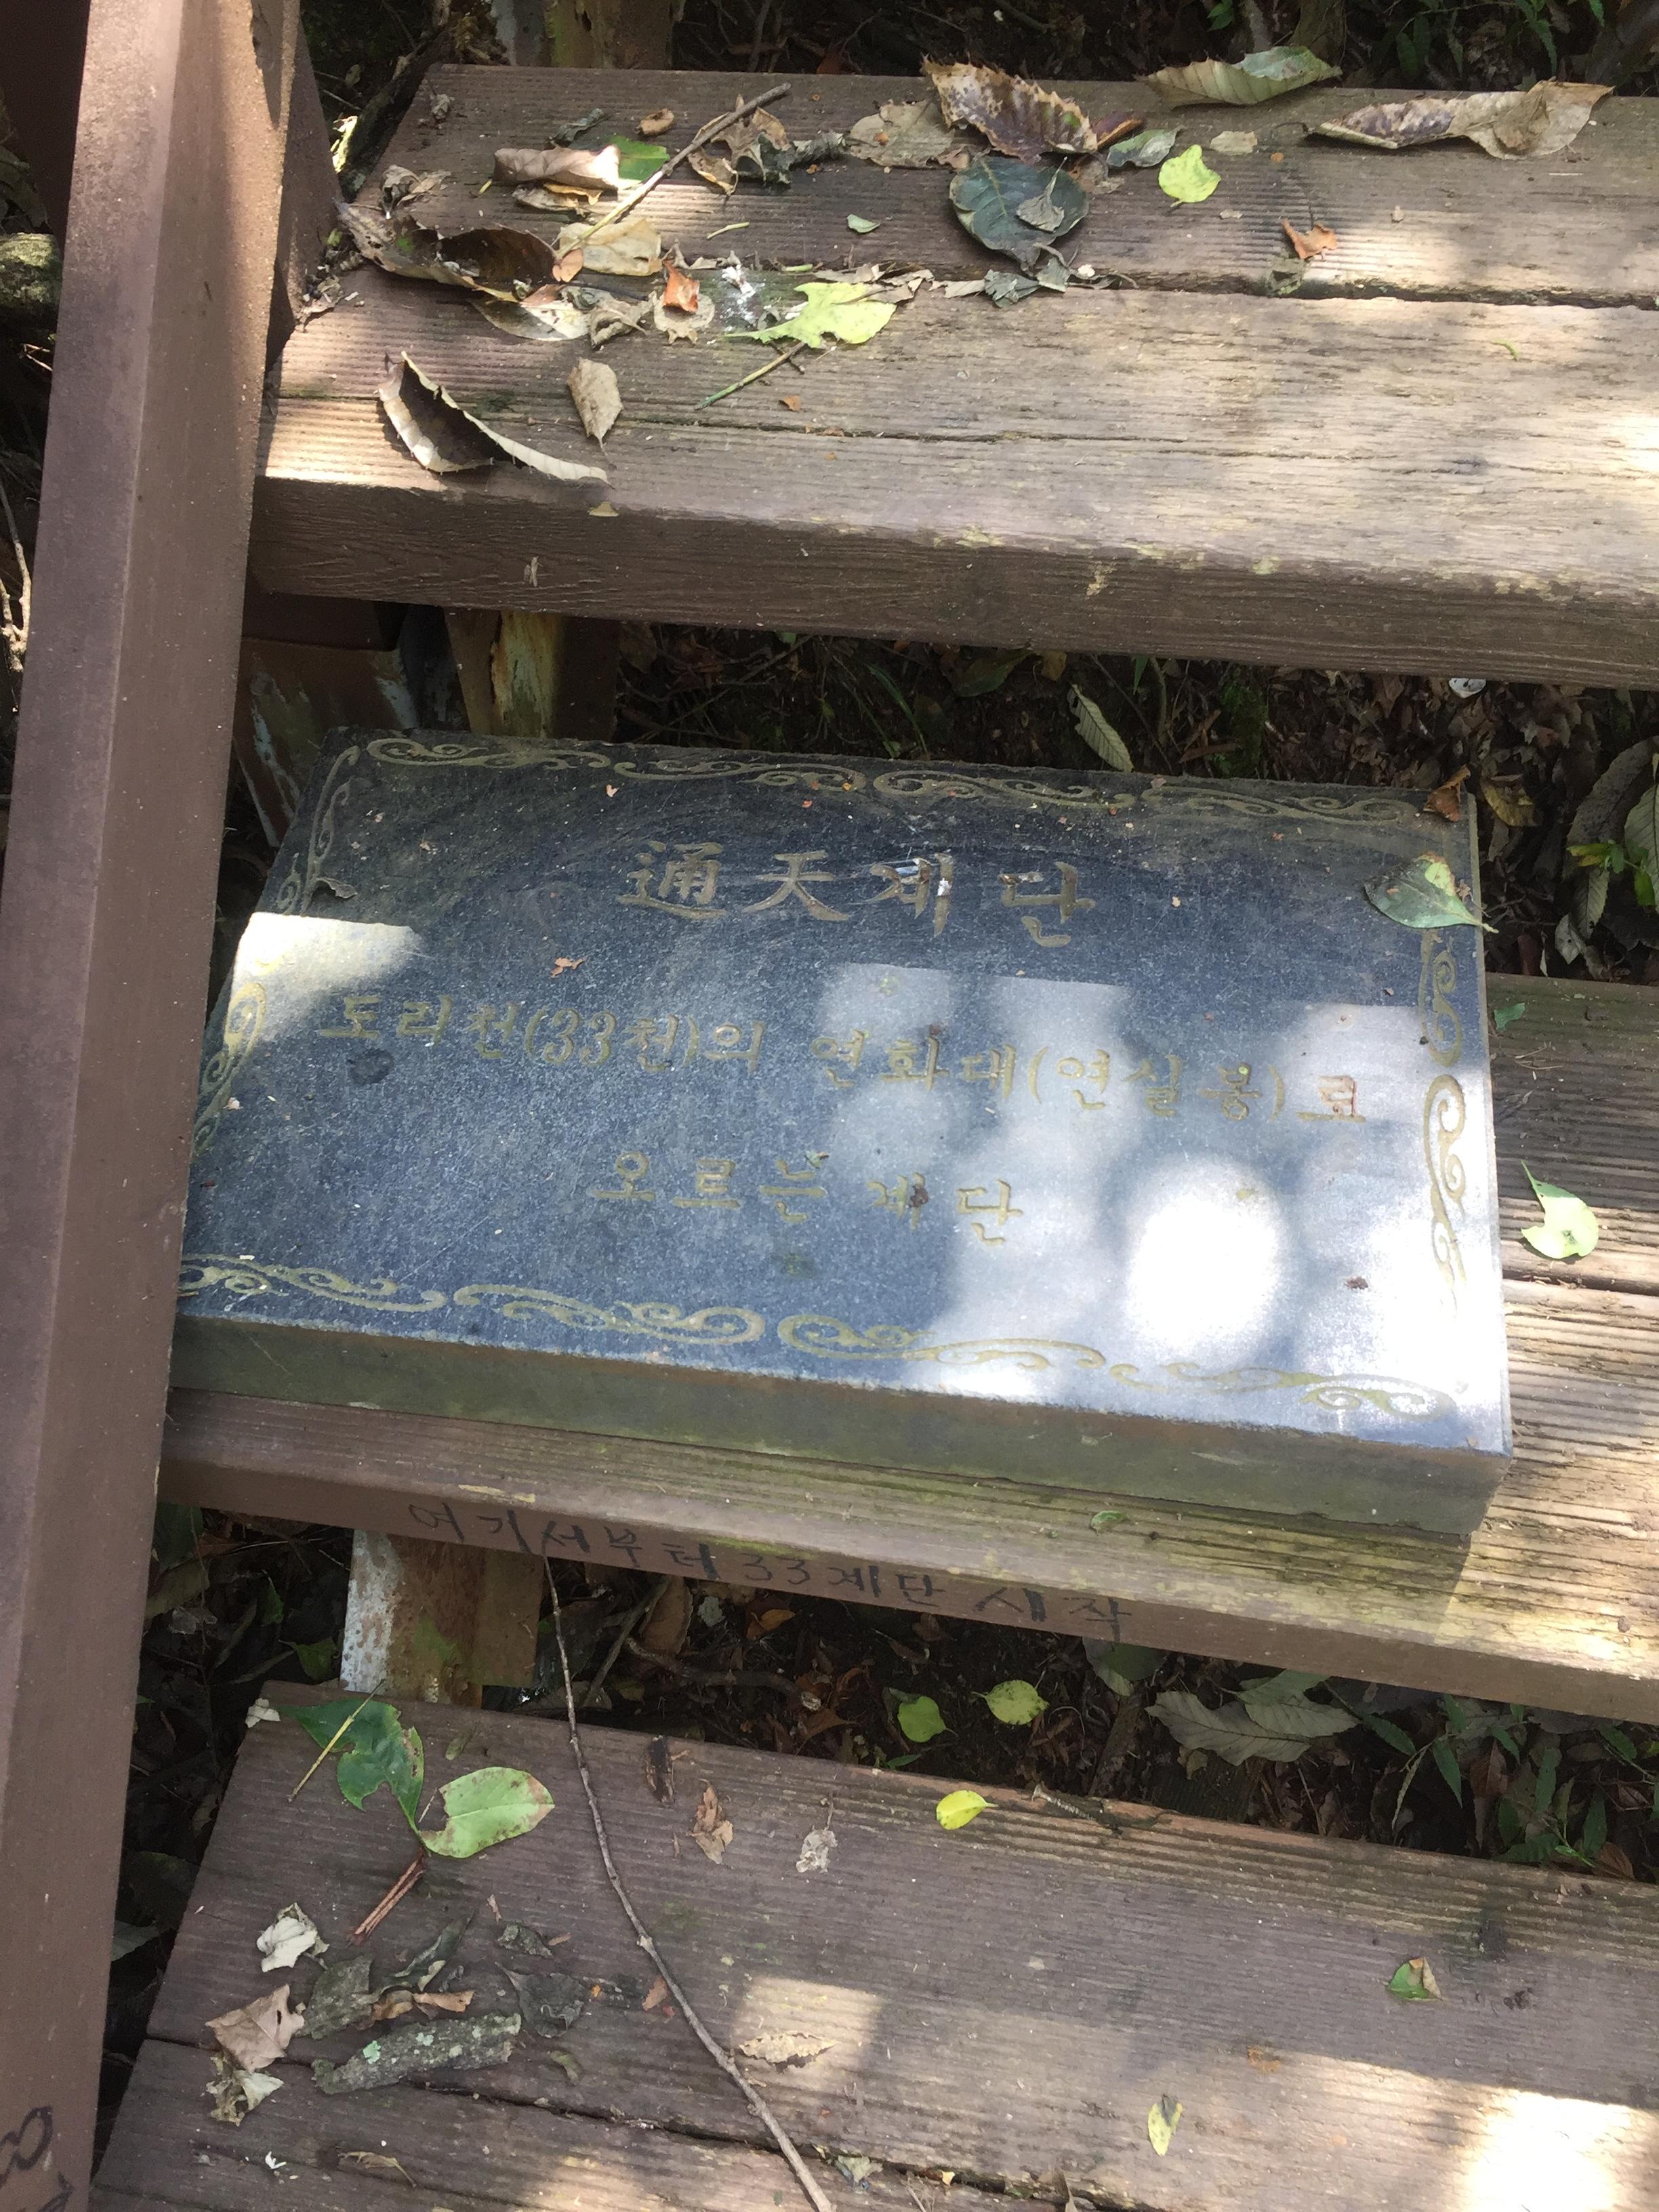 通天계단
도리천(33천)의 연화대(연실봉)로
오르는 계단
여기서부터 33계단 시작